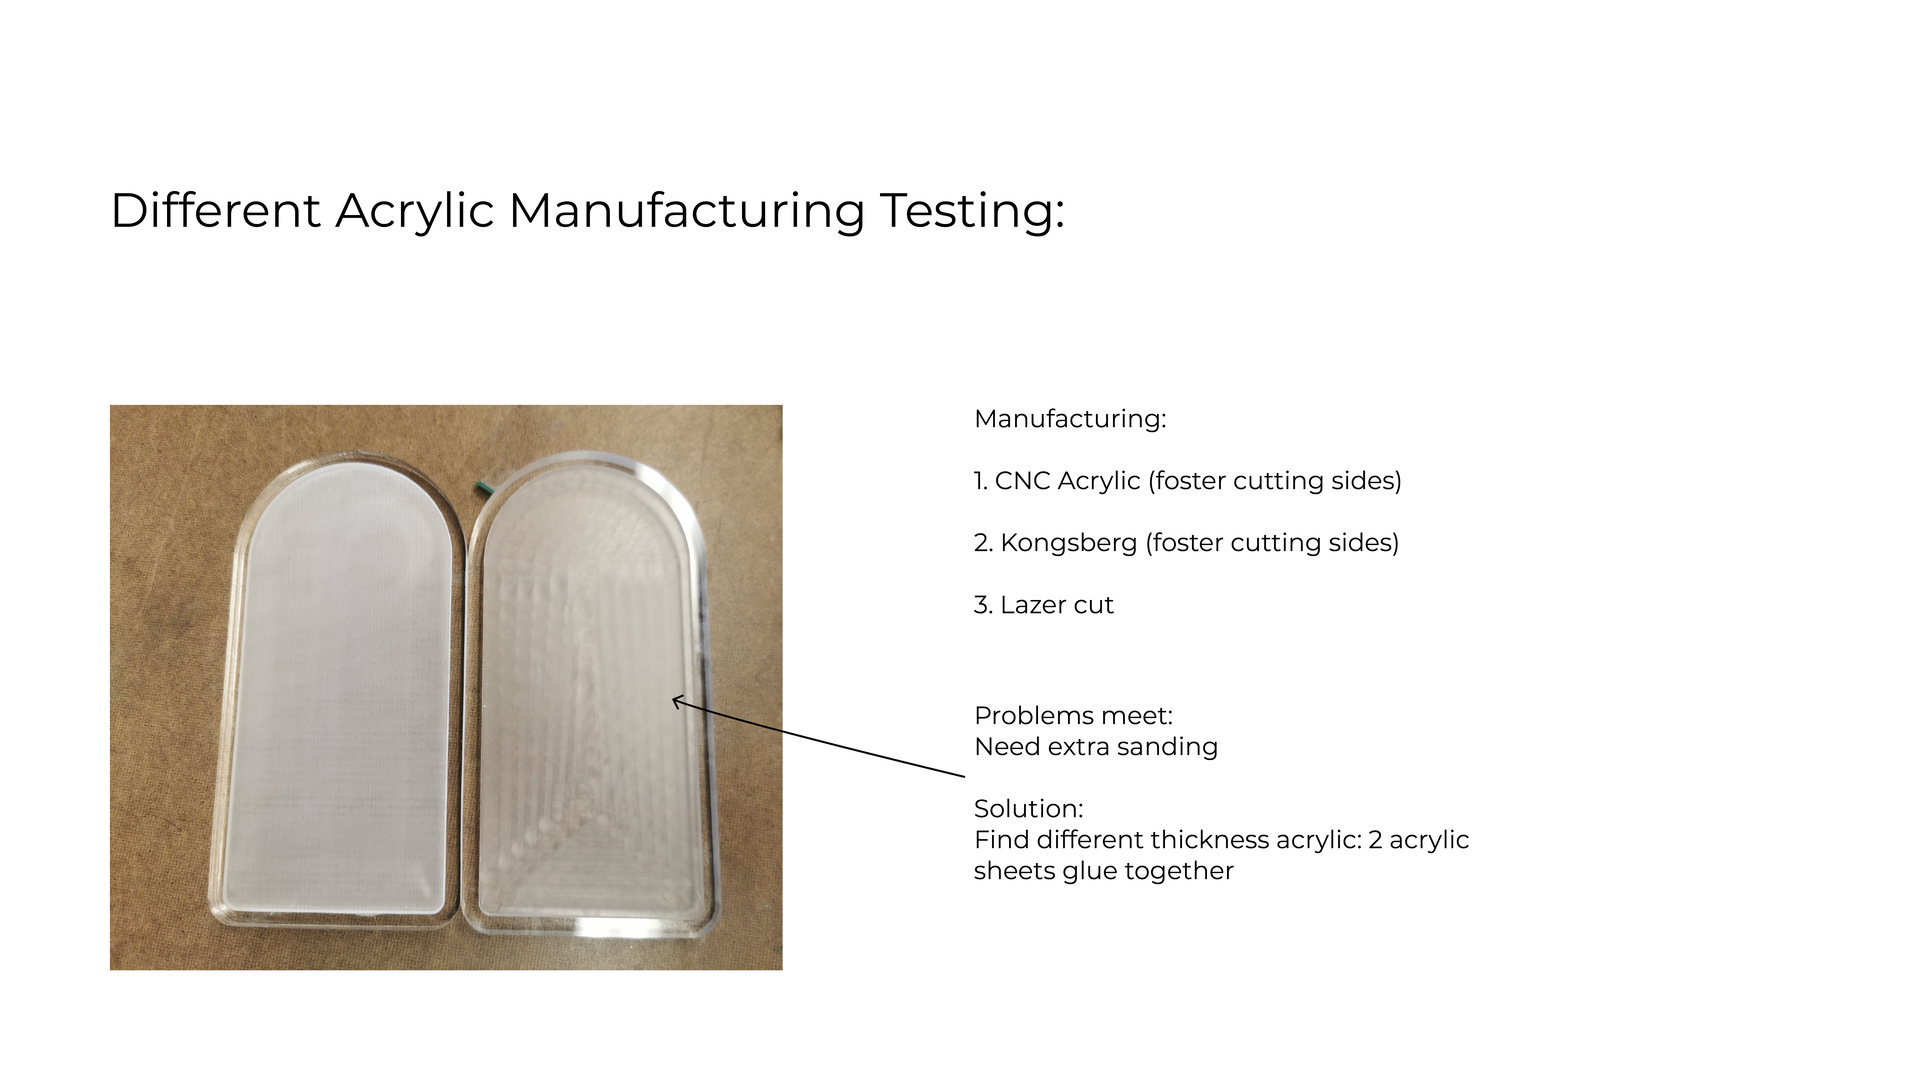 Different Acrylic Manufacturing Testing:
Manufacturing:
1. CNC Acrylic (foster cutting sides)
2. Kongsberg (foster cutting sides)
3. Lazer cut
Problems meet:
Need extra sanding
Solution:
Find different thickness acrylic: 2 acrylic
sheets glue together